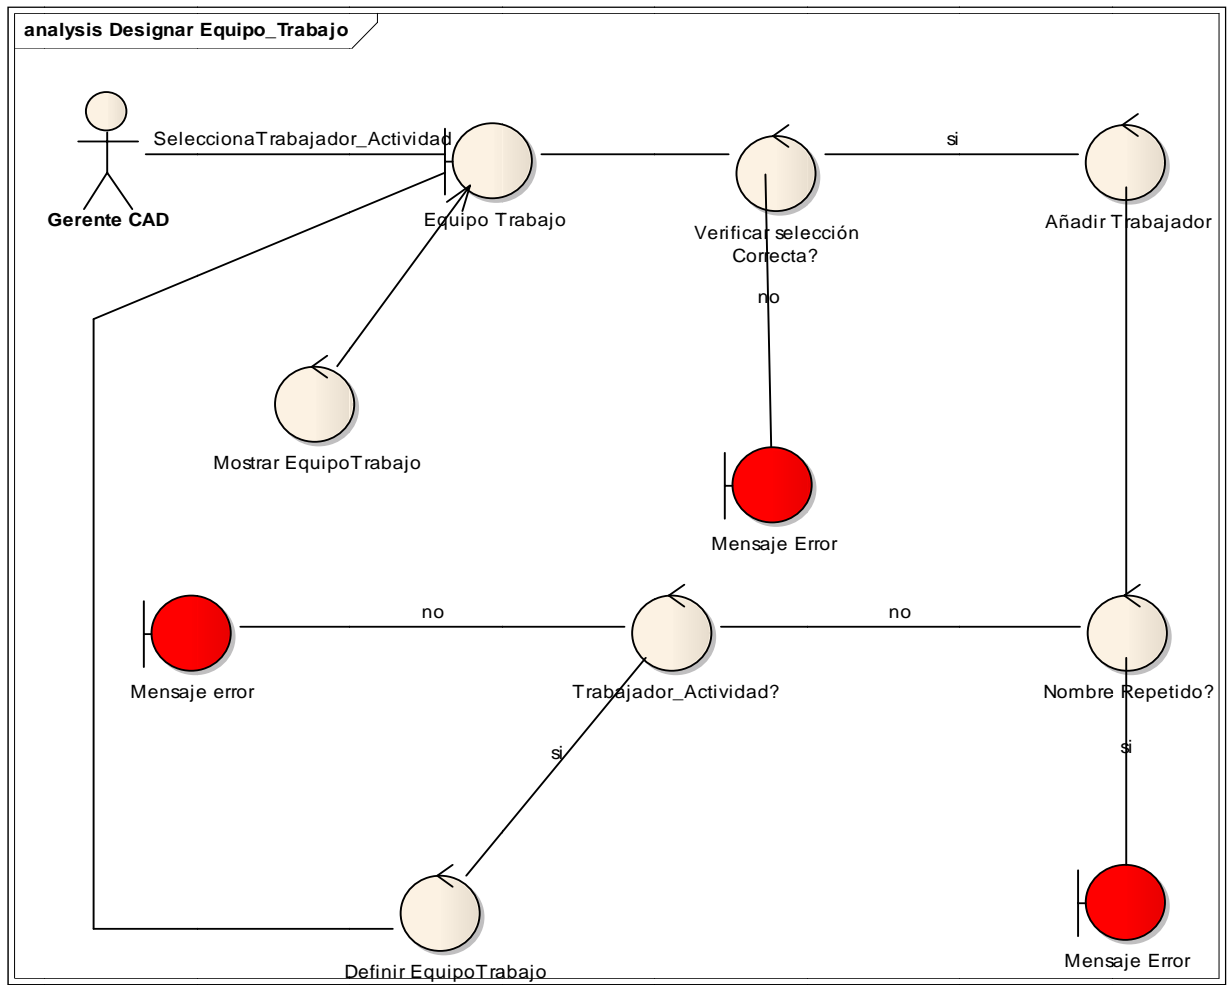 analysis Designar Equipo_Trabajo
SeleccionaTrabajador_Actividad
si
Gerente CAD
Equipo Trabajo
Verificar selección
Correcta?
Añadir Trabajador
no
Mostrar EquipoTrabajo
Mensaje Error
no
no
Mensaje error
Trabajador_Actividad?
Nombre Repetido?
si
si
Mensaje Error
Definir EquipoTrabajo